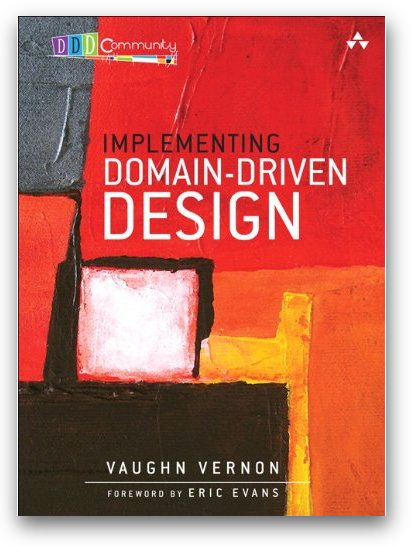 DDD Community
IMPLEMENTING
DOMAIN-DRIVEN
DESIGN
VAUGHN VERNON
FOREWORD BY ERIC EVANS